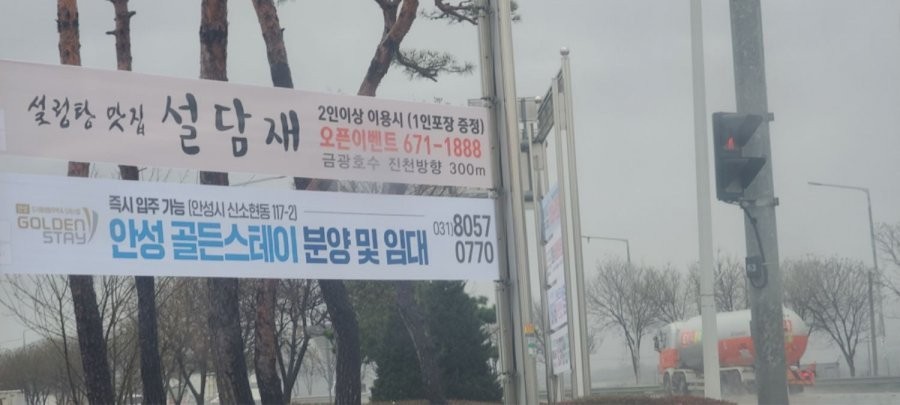 설렁탕 맛집 설담재
2인이상 이용시 (1인포장 증정)
오픈이벤트 671-1888
금광호수 진천방향 300m
GOLDEN
STAY
즉시 입주 가능 (안성시 신소현동 117-2)
안성 골든스테이 분양 및 임대
031)8057
0770